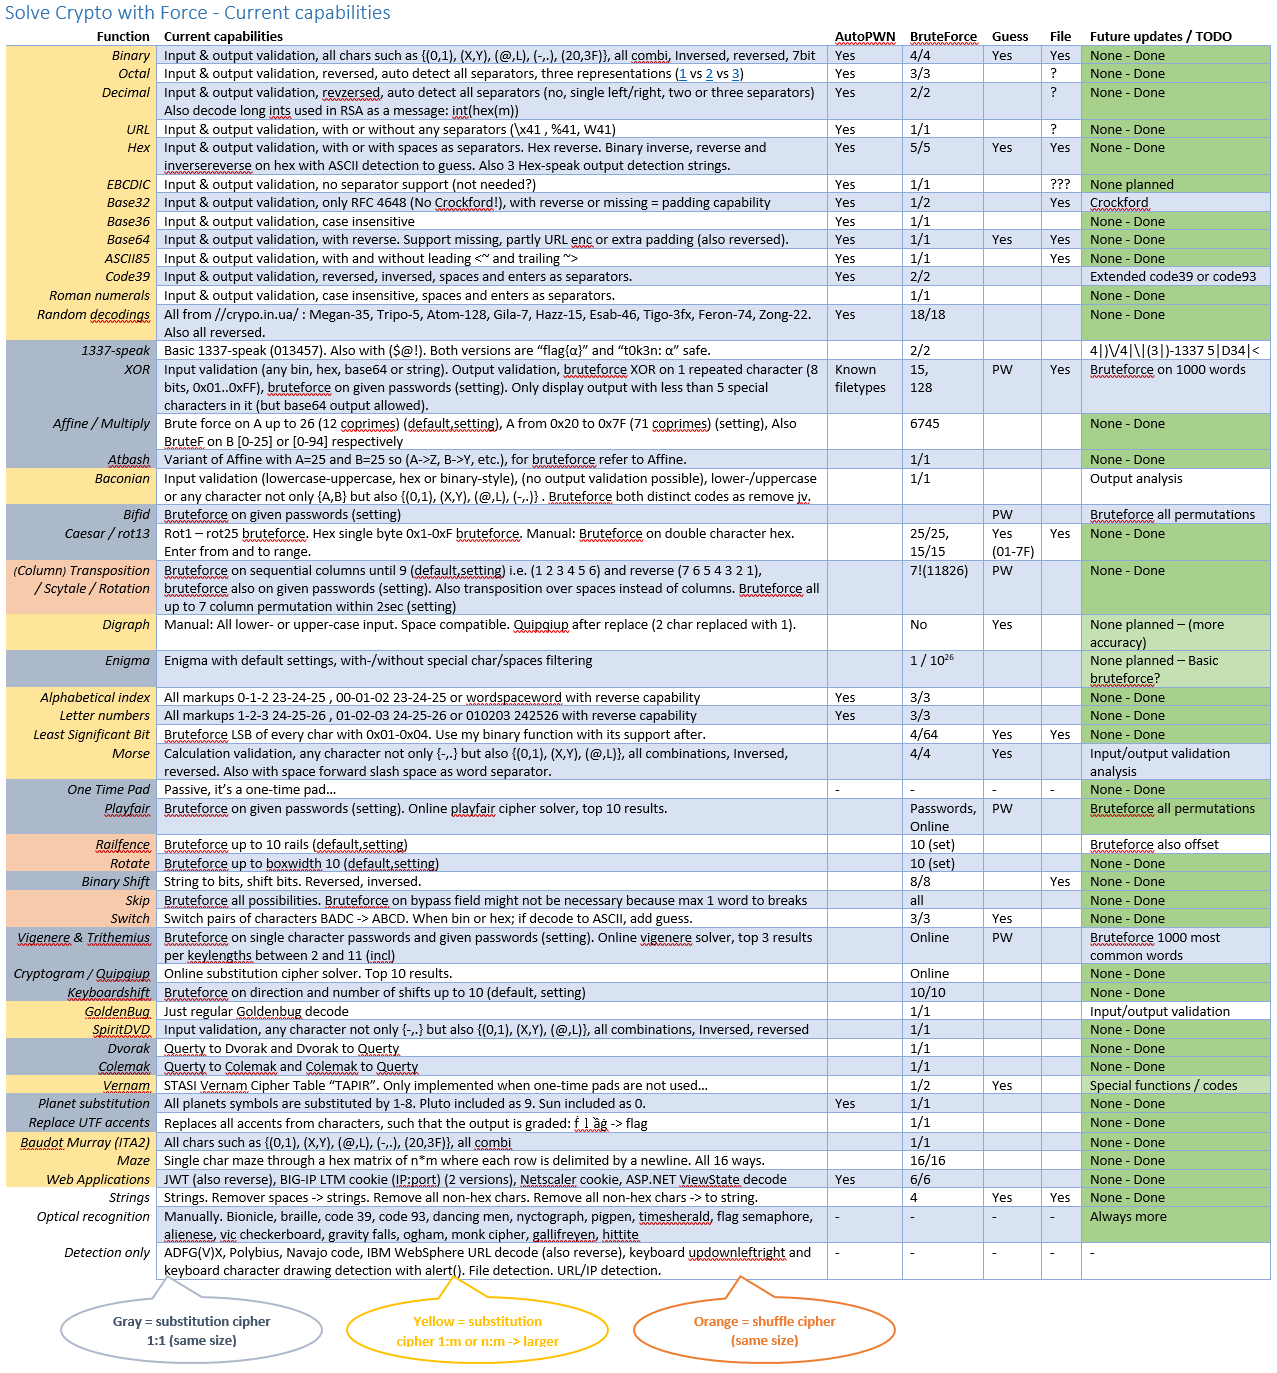 Solve Crypto with Force - Current capabilities
Function Current capabilities AutoPWN BruteForce Guess File Future updates / TODO
Binary Input & output validation, all chars such as {(0,1), (X,Y), (@,L), (-,.), (20,3F)}, all combi, Inversed, reversed, 7bit Yes 4/4 Yes Yes None - Done
Octal Input & output validation, reversed, auto detect all separators, three representations (1 vs 2 vs 3) Yes 3/3 ? None - Done
Decimal Input & output validation, revzersed, auto detect all separators (no, single left/right, two or three separators) Yes 2/2 ? None - Done
Also decode long ints used in RSA as a message: int(hex(m))
URL Input & output validation, with or without any separators (\x41 , %41, W41) Yes 1/1 ? None - Done
Hex Input & output validation, with or with spaces as separators. Hex reverse. Binary inverse, reverse and Yes 5/5 Yes Yes None - Done
inversereverse on hex with ASCII detection to guess. Also 3 Hex-speak output detection strings.
EBCDIC Input & output validation, no separator support (not needed?) Yes 1/1 ??? None planned
Base32 Input & output validation, only RFC 4648 (No Crockford!), with reverse or missing = padding capability Yes 1/2 Yes Crockford
Base36 Input & output validation, case insensitive Yes 1/1 None - Done
Base64 Input & output validation, with reverse. Support missing, partly URL enc or extra padding (also reversed). Yes 1/1 Yes Yes None - Done
ASCII85 Input & output validation, with and without leading <~ and trailing ~> Yes 1/1 Yes None - Done
Code39 Input & output validation, reversed, inversed, spaces and enters as separators. Yes 2/2 Extended code39 or code93
Roman numerals Input & output validation, case insensitive, spaces and enters as separators. 1/1 None - Done
Random decodings All from //crypo.in.ua/ : Megan-35, Tripo-5, Atom-128, Gila-7, Hazz-15, Esab-46, Tigo-3fx, Feron-74, Zong-22. Yes 18/18 None - Done
Also all reversed.
1337-speak Basic 1337-speak (013457). Also with ($@!). Both versions are “flag{α}” and “t0k3n: α” safe. 2/2 4|)\/4|\|(3|)-1337 5|D34|<
XOR Input validation (any bin, hex, base64 or string). Output validation, bruteforce XOR on 1 repeated character (8 Known 15, PW Yes Bruteforce on 1000 words
bits, 0x01..0xFF), bruteforce on given passwords (setting). Only display output with less than 5 special filetypes 128
characters in it (but base64 output allowed).
Affine / Multiply Brute force on A up to 26 (12 coprimes) (default,setting), A from 0x20 to 0x7F (71 coprimes) (setting), Also 6745 None - Done
BruteF on B [0-25] or [0-94] respectively
Atbash Variant of Affine with A=25 and B=25 so (A->Z, B->Y, etc.), for bruteforce refer to Affine. 1/1 None - Done
Baconian Input validation (lowercase-uppercase, hex or binary-style), (no output validation possible), lower-/uppercase 1/1 Output analysis
or any character not only {A,B} but also {(0,1), (X,Y), (@,L), (-,.)} . Bruteforce both distinct codes as remove jv.
Bifid Bruteforce on given passwords (setting) PW Bruteforce all permutations
Caesar / rot13 Rot1 – rot25 bruteforce. Hex single byte 0x1-0xF bruteforce. Manual: Bruteforce on double character hex. 25/25, Yes Yes None - Done
Enter from and to range. 15/15 (01-7F)
(Column) Transposition Bruteforce on sequential columns until 9 (default,setting) i.e. (1 2 3 4 5 6) and reverse (7 6 5 4 3 2 1), 7!(11826) PW None - Done
/ Scytale / Rotation bruteforce also on given passwords (setting). Also transposition over spaces instead of columns. Bruteforce all
up to 7 column permutation within 2sec (setting)
Digraph Manual: All lower- or upper-case input. Space compatible. Quipqiup after replace (2 char replaced with 1). No Yes None planned – (more
accuracy)
Enigma Enigma with default settings, with-/without special char/spaces filtering 1 / 10²⁶ None planned – Basic
bruteforce?
Alphabetical index All markups 0-1-2 23-24-25 , 00-01-02 23-24-25 or wordspaceword with reverse capability Yes 3/3 None - Done
Letter numbers All markups 1-2-3 24-25-26 , 01-02-03 24-25-26 or 010203 242526 with reverse capability Yes 3/3 None - Done
Least Significant Bit Bruteforce LSB of every char with 0x01-0x04. Use my binary function with its support after. 4/64 Yes Yes None - Done
Morse Calculation validation, any character not only {-,.} but also {(0,1), (X,Y), (@,L)}, all combinations, Inversed, 4/4 Yes Input/output validation
reversed. Also with space forward slash space as word separator. analysis
One Time Pad Passive, it’s a one-time pad… - - - - None - Done
Playfair Bruteforce on given passwords (setting). Online playfair cipher solver, top 10 results. Passwords, PW Bruteforce all permutations
Online
Railfence Bruteforce up to 10 rails (default,setting) 10 (set) Bruteforce also offset
Rotate Bruteforce up to boxwidth 10 (default,setting) 10 (set) None - Done
Binary Shift String to bits, shift bits. Reversed, inversed. 8/8 Yes None - Done
Skip Bruteforce all possibilities. Bruteforce on bypass field might not be necessary because max 1 word to breaks all None - Done
Switch Switch pairs of characters BADC -> ABCD. When bin or hex; if decode to ASCII, add guess. 3/3 Yes None - Done
Vigenere & Trithemius Bruteforce on single character passwords and given passwords (setting). Online vigenere solver, top 3 results Online PW Bruteforce 1000 most
per keylengths between 2 and 11 (incl) common words
Cryptogram / Quipqiup Online substitution cipher solver. Top 10 results. Online None - Done
Keyboardshift Bruteforce on direction and number of shifts up to 10 (default, setting) 10/10 None - Done
GoldenBug Just regular Goldenbug decode 1/1 Input/output validation
SpiritDVD Input validation, any character not only {-,.} but also {(0,1), (X,Y), (@,L)}, all combinations, Inversed, reversed 1/1 None - Done
Dvorak Querty to Dvorak and Dvorak to Querty 1/1 None - Done
Colemak Querty to Colemak and Colemak to Querty 1/1 None - Done
Vernam STASI Vernam Cipher Table “TAPIR”. Only implemented when one-time pads are not used… 1/2 Yes Special functions / codes
Planet substitution All planets symbols are substituted by 1-8. Pluto included as 9. Sun included as 0. Yes 1/1 None - Done
Replace UTF accents Replaces all accents from characters, such that the output is graded: -> flag 1/1 None - Done
Baudot Murray (ITA2) All chars such as {(0,1), (X,Y), (@,L), (-,.), (20,3F)}, all combi 1/1 None - Done
Maze Single char maze through a hex matrix of n*m where each row is delimited by a newline. All 16 ways. 16/16 None - Done
Web Applications JWT (also reverse), BIG-IP LTM cookie (IP:port) (2 versions), Netscaler cookie, ASP.NET ViewState decode Yes 6/6 None - Done
Strings Strings. Remover spaces -> strings. Remove all non-hex chars. Remove all non-hex chars -> to string. 4 Yes Yes None - Done
Optical recognition Manually. Bionicle, braille, code 39, code 93, dancing men, nyctograph, pigpen, timesherald, flag semaphore, - - - - Always more
alienese, vic checkerboard, gravity falls, ogham, monk cipher, gallifreyen, hittite
Detection only ADFG(V)X, Polybius, Navajo code, IBM WebSphere URL decode (also reverse), keyboard updownleftright and - - - - -
keyboard character drawing detection with alert(). File detection. URL/IP detection.
Gray = substitution cipher
1:1 (same size)
Yellow = substitution
cipher 1:m or n:m -> larger
Orange = shuffle cipher
(same size)